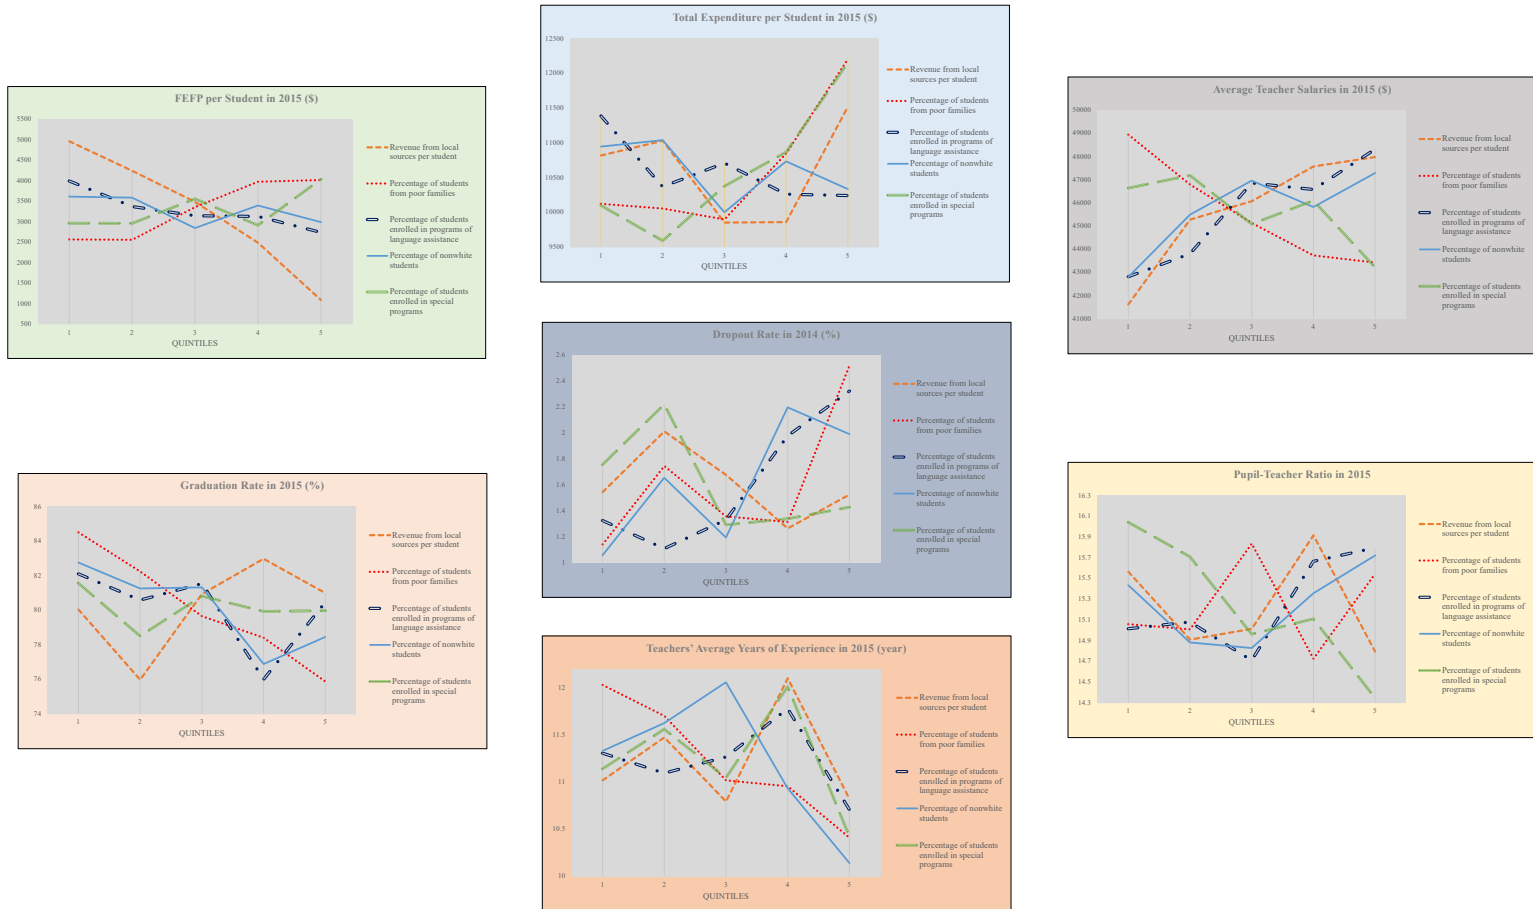 FEFP per Student in 2015 ($)
5500
5000
4500
4000
3500
3000
2500
2000
1500
1000
500
1 2 3 4 5
QUINTILES
Revenue from local
sources per student
Percentage of students
from poor families
Percentage of students
enrolled in programs of
language assistance
Percentage of nonwhite
students
Percentage of students
enrolled in special
programs
Graduation Rate in 2015 (%)
86
84
82
80
78
76
74
1 2 3 4 5
QUINTILES
Revenue from local
sources per student
Percentage of students
from poor families
Percentage of students
enrolled in programs of
language assistance
Percentage of nonwhite
students
Percentage of students
enrolled in special
programs
Total Expenditure per Student in 2015 ($)
12500
12000
11500
11000
10500
10000
9500
1 2 3 4 5
QUINTILES
Revenue from local
sources per student
Percentage of students
from poor families
Percentage of students
enrolled in programs of
language assistance
Percentage of nonwhite
students
Percentage of students
enrolled in special
programs
Dropout Rate in 2014 (%)
2.6
2.4
2.2
2
1.8
1.6
1.4
1.2
1
1 2 3 4 5
QUINTILES
Revenue from local
sources per student
Percentage of students
from poor families
Percentage of students
enrolled in programs of
language assistance
Percentage of nonwhite
students
Percentage of students
enrolled in special
programs
Teachers' Average Years of Experience in 2015 (year)
12
11.5
11
10.5
10
1 2 3 4 5
QUINTILES
Revenue from local
sources per student
Percentage of students
from poor families
Percentage of students
enrolled in programs of
language assistance
Percentage of nonwhite
students
Percentage of students
enrolled in special
programs
Average Teacher Salaries in 2015 ($)
50000
49000
48000
47000
46000
45000
44000
43000
42000
41000
1 2 3 4 5
QUINTILES
Revenue from local
sources per student
Percentage of students
from poor families
Percentage of students
enrolled in programs of
language assistance
Percentage of nonwhite
students
Percentage of students
enrolled in special
programs
Pupil-Teacher Ratio in 2015
16.3
16.1
15.9
15.7
15.5
15.3
15.1
14.9
14.7
14.5
14.3
1 2 3 4 5
QUINTILES
Revenue from local
sources per student
Percentage of students
from poor families
Percentage of students
enrolled in programs of
language assistance
Percentage of nonwhite
students
Percentage of students
enrolled in special
programs